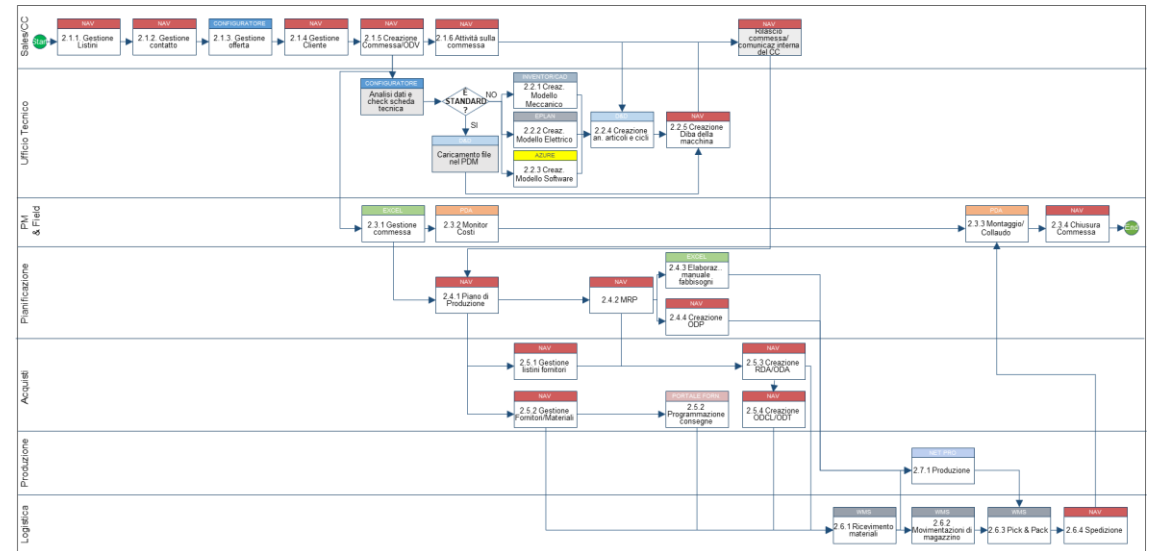 Sales/CC
Start
NAV
2.1.1. Gestione
Listini
NAV
2.1.2. Gestione
contatto
CONFIGURATORE
2.1.3. Gestione
offerta
NAV
2.1.4 Gestione
Cliente
NAV
2.1.5 Creazione
Commessa/ODV
NAV
2.1.6 Attività sulla
commessa
NAV
Rilascio
commessa/
comunicaz interna
del CC
Ufficio Tecnico
CONFIGURATORE
Analisi dati e
check scheda
tecnica
È
STANDARD
?
NO
SI
Caricamento file
nel PDM
INVENTOR/CAD
2.2.1 Creaz.
Modello
Meccanico
EPLAN
2.2.2 Creaz.
Modello Elettrico
AZURE
2.2.3 Creaz.
Modello Software
2.2.4 Creazione
an. articoli e cicli
NAV
2.2.5 Creazione
Diba della
macchina
PM
& Field
EXCEL
2.3.1 Gestione
commessa
PDA
2.3.2 Monitor
Costi
PDA
2.3.3 Montaggio/
Collaudo
NAV
2.3.4 Chiusura
Commessa
End
Pianificazione
NAV
2.4.1 Piano di
Produzione
NAV
2.4.2 MRP
EXCEL
2.4.3 Elaboraz..
manuale
fabbisogni
NAV
2.4.4 Creazione
ODP
Acquisti
NAV
2.5.1 Gestione
listini fornitori
NAV
2.5.2 Gestione
Fornitori/Materiali
PORTALE FORN.
2.5.2
Programmazione
consegne
NAV
2.5.3 Creazione
RDA/ODA
NAV
2.5.4 Creazione
ODCL/ODT
Produzione
NET PRO
2.7.1 Produzione
Logistica
WMS
2.6.1 Ricevimento
materiali
WMS
2.6.2
Movimentazioni di
magazzino
WMS
2.6.3 Pick & Pack
NAV
2.6.4 Spedizione